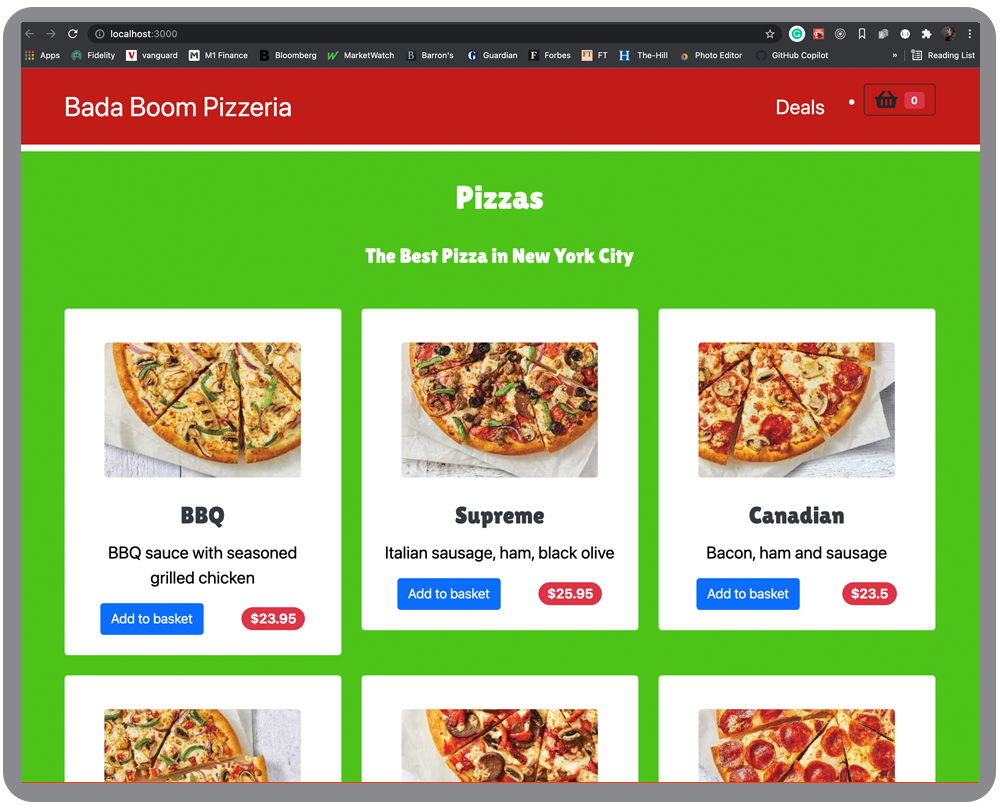 localhost:3000
Apps Fidelity vanguard M1 Finance Bloomberg MarketWatch Barron's Guardian Forbes FT The-Hill Photo Editor GitHub Copilot » Reading List
Bada Boom Pizzeria Deals 0
Pizzas
The Best Pizza in New York City
BBQ
BBQ sauce with seasoned
grilled chicken
Add to basket $23.95
Supreme
Italian sausage, ham, black olive
Add to basket $25.95
Canadian
Bacon, ham and sausage
Add to basket $23.5